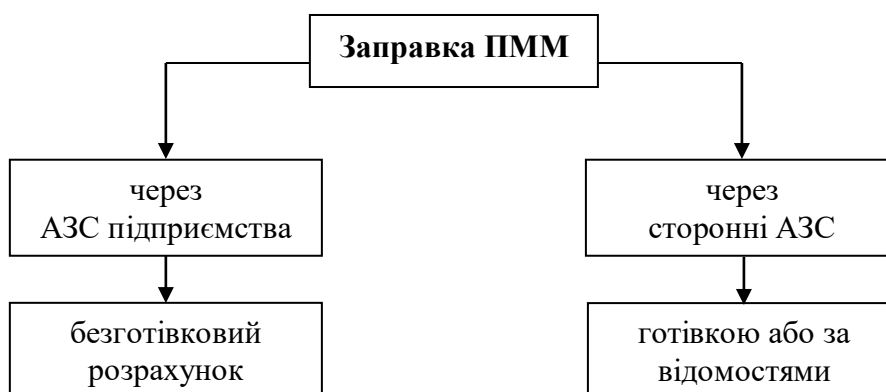 Заправка ПММ
через
АЗС підприємства
через
сторонні АЗС
безготівковий
розрахунок
готівкою або за
відомостями